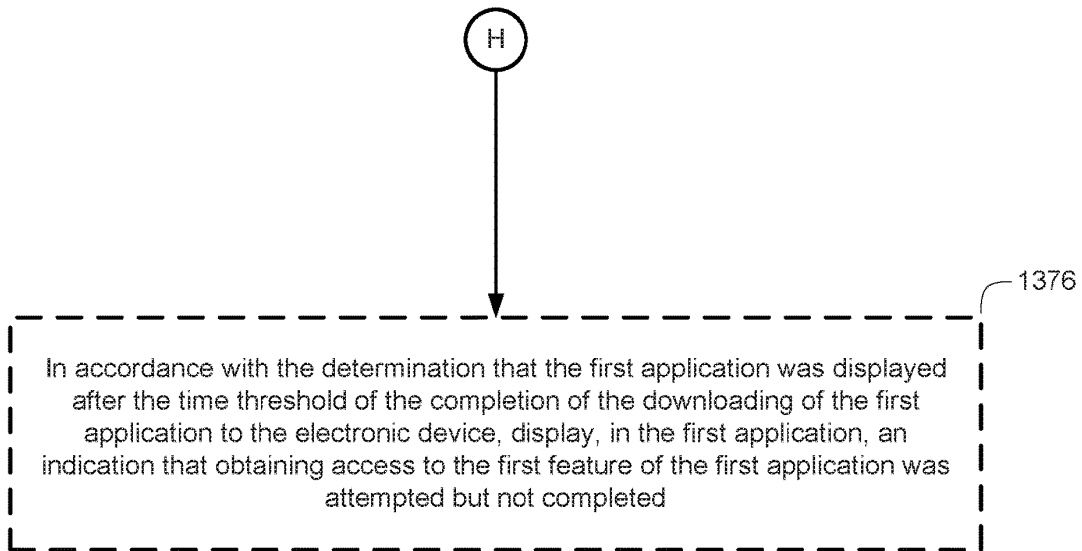 H
1376
In accordance with the determination that the first application was displayed
after the time threshold of the completion of the downloading of the first
application to the electronic device, display, in the first application, an
indication that obtaining access to the first feature of the first application was
attempted but not completed